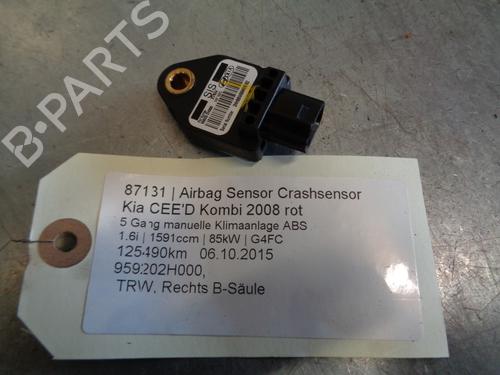 B-PARTS
SIS
87131 | Airbag Sensor Crashsensor
Kia CEE'D Kombi 2008 rot
5 Gang manuelle Klimaanlage ABS
1.6i | 1591ccm | 85kW | G4FC
125490km 06.10.2015
959202H000,
TRW, Rechts B-Säule